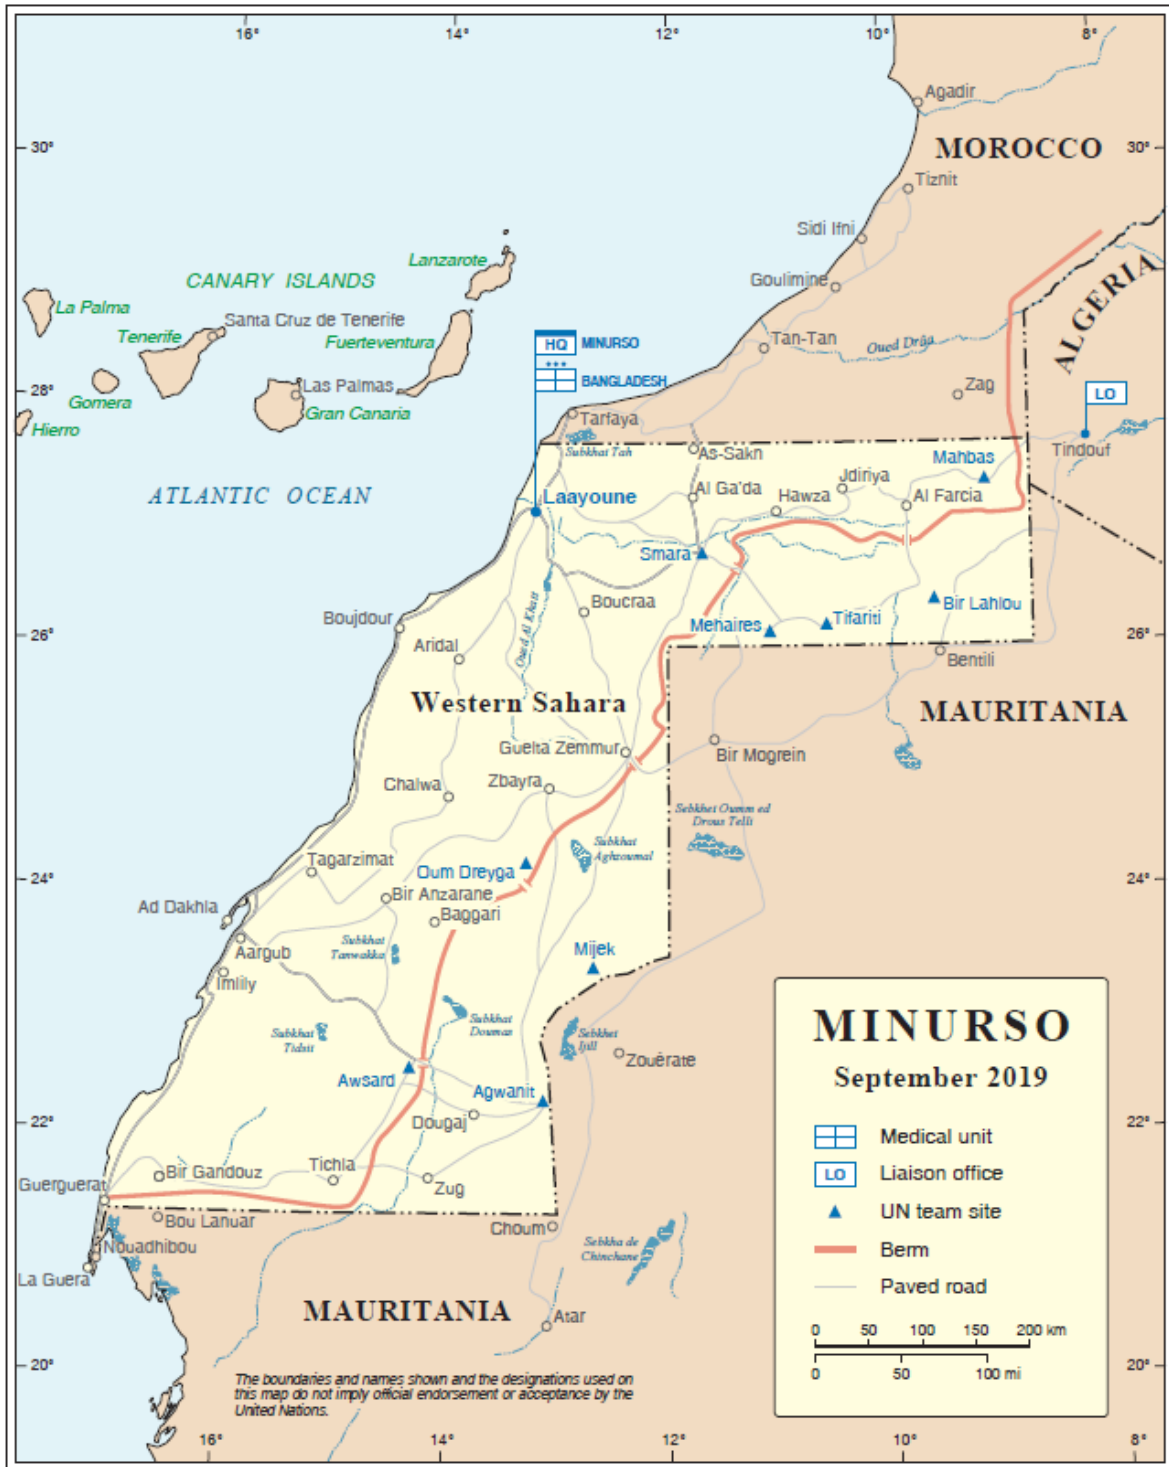 16°
14°
12°
10°
8°
Agadir
30°
MOROCCO
30°
Tiznit
Sidi Ifni
Lanzarote
CANARY ISLANDS
Goulimine
ALGERIA
La Palma
Santa Cruz de Tenerife
Tenerife
Fuerteventura
HQ
MINURSO
Tan-Tan
Oued Drâa
BANGLADESH
28°
Las Palmas
Zag
LO
28°
Gomera
Gran Canaria
Tarfaya
Hierro
Subkhat Tah
As-Sakn
Mahbas
Tindouf
ATLANTIC OCEAN
Laayoune
Al Ga'da
Jdiriya
Hawza
Al Farcia
Smara
Boucraa
Bir Lahlou
Boujdour
Oued Al Khatt
Mehaires
Tifariti
26°
Aridal
26°
Bentili
Western Sahara
MAURITANIA
Guelta Zemmur
Bir Mogrein
Chalwa
Zbayra
Sebkhet Oumm ed
Drous Telli
Subkhat
Aghzoumal
Tagarzimat
Oum Dreyga
24°
Bir Anzarane
24°
Ad Dakhla
Baggari
Aargub
Subkhat
Tanwakka
Mijek
Imlily
Subkhat
Tidsit
Subkhat
Doumas
Sebkhet
Ijill
Zouérate
Awsard
Agwanit
22°
Dougaj
22°
Bir Gandouz
Tichla
Zug
Guerguerat
Bou Lanuar
Choum
Nouadhibou
Sebkha de
Chinchane
La Guera
MAURITANIA
Atar
20°
20°
The boundaries and names shown and the designations used on
this map do not imply official endorsement or acceptance by the
United Nations.
MINURSO
September 2019
Medical unit
LO
Liaison office
UN team site
Berm
Paved road
0 50 100 150 200 km
0 50 100 mi
16°
14°
12°
10°
8°